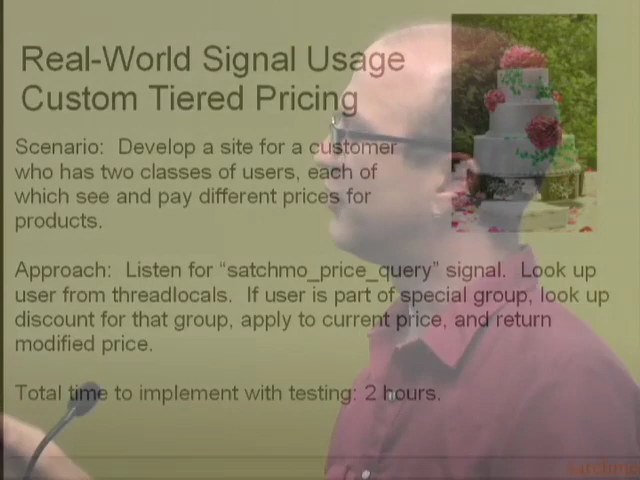 Real-World Signal Usage
Custom Tiered Pricing
Scenario: Develop a site for a customer
who has two classes of users, each of
which see and pay different prices for
products.
Approach: Listen for “satchmo_price_query” signal. Look up
user from threadlocals. If user is part of special group, look up
discount for that group, apply to current price, and return
modified price.
Total time to implement with testing: 2 hours.
satchmo